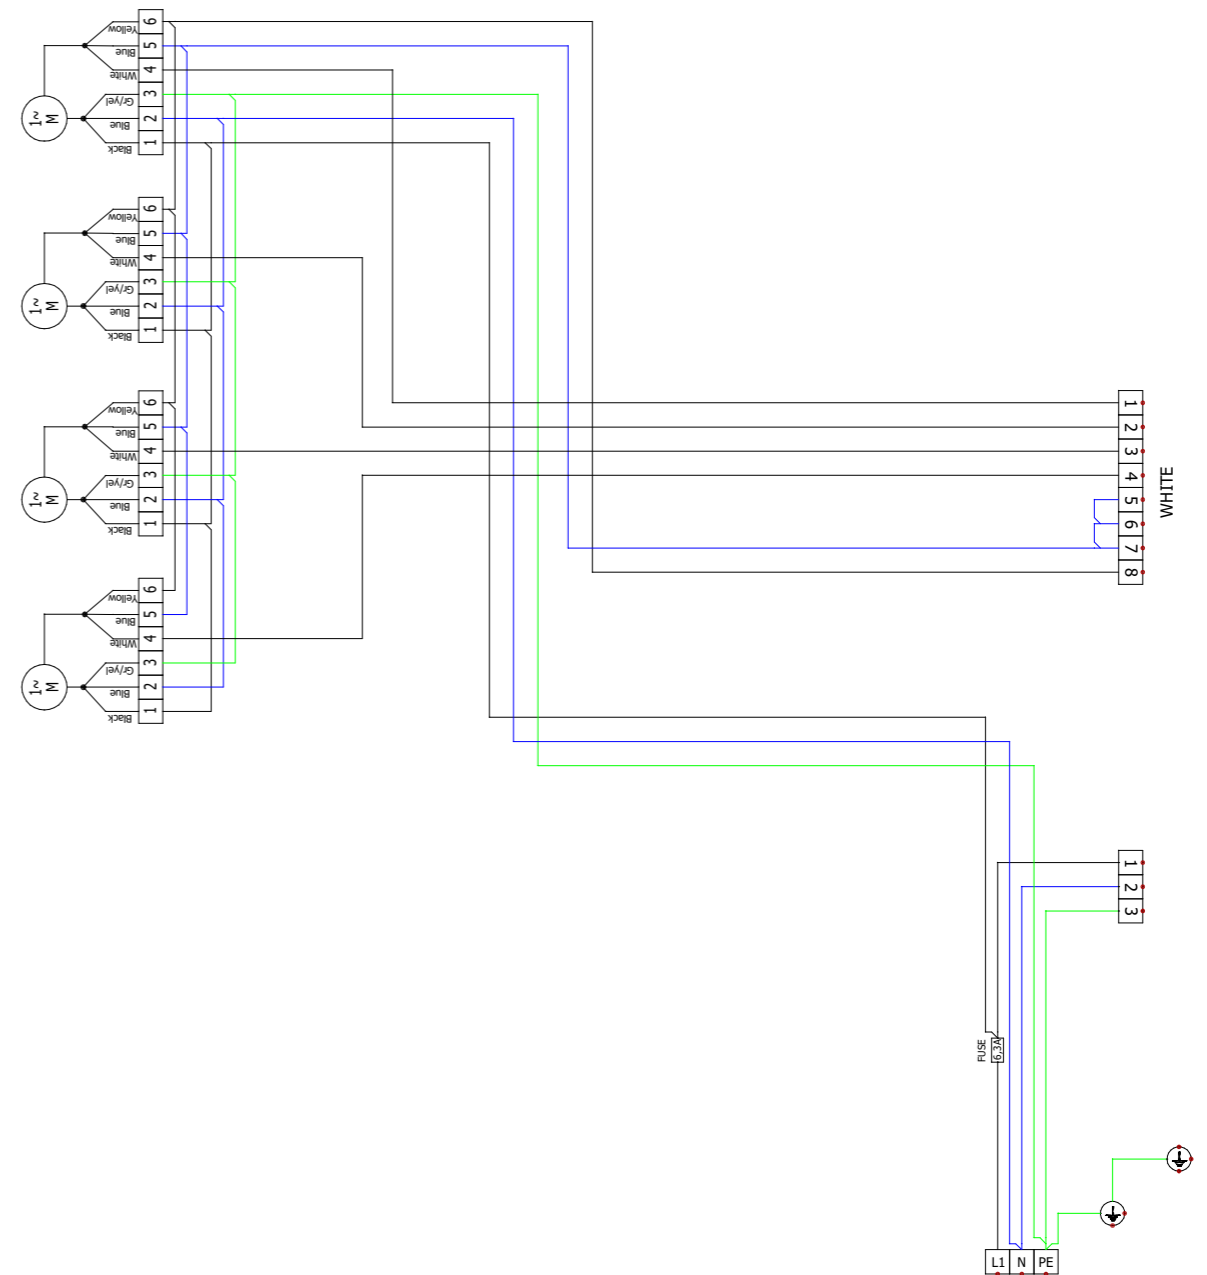 6
Yellow
5
Blue
4
White
3
Gr/yel
2
Blue
1
Black
M
1~
6
Yellow
5
Blue
4
White
3
Gr/yel
2
Blue
1
Black
M
1~
6
Yellow
5
Blue
4
White
3
Gr/yel
2
Blue
1
Black
M
1~
6
Yellow
5
Blue
4
White
3
Gr/yel
2
Blue
1
Black
M
1~
1
2
3
4
5
6
7
8
WHITE
1
2
3
FUSE
6,3A
L1 N PE